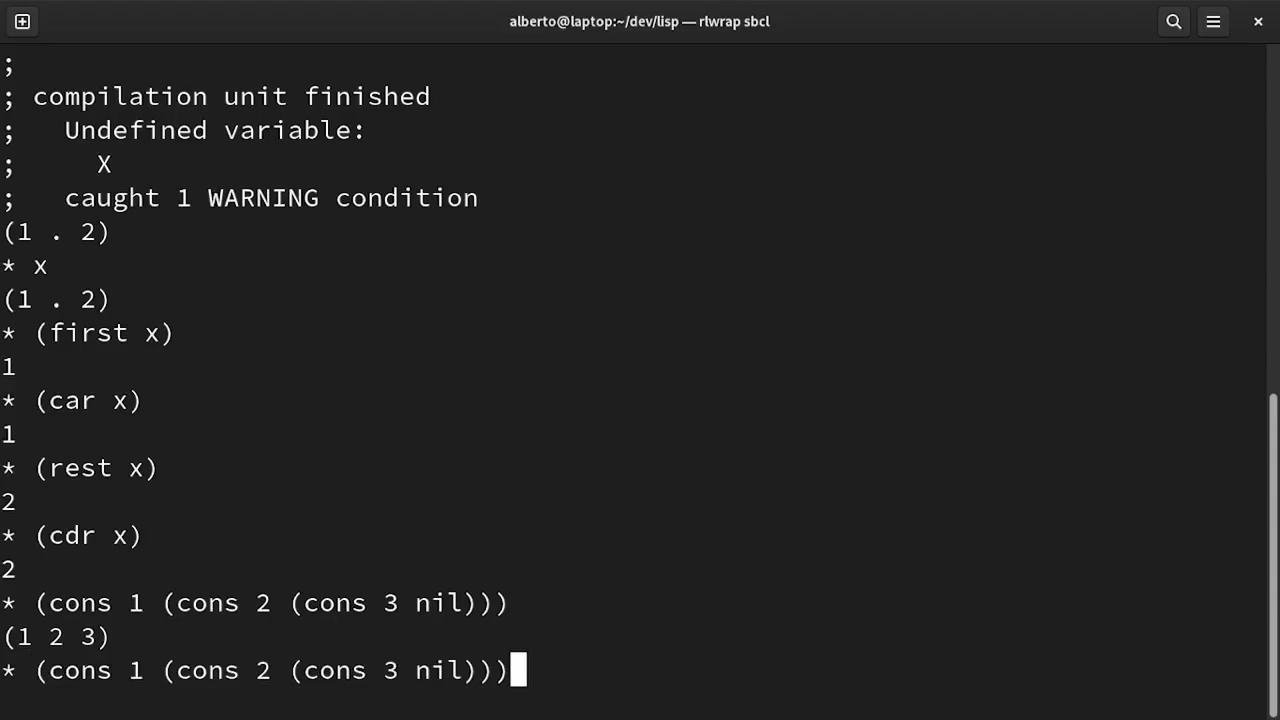 alberto@laptop:~/dev/lisp — rlwrap sbcl
;
; compilation unit finished
;   Undefined variable:
;     X
;   caught 1 WARNING condition
(1 . 2)
* x
(1 . 2)
* (first x)
1
* (car x)
1
* (rest x)
2
* (cdr x)
2
* (cons 1 (cons 2 (cons 3 nil)))
(1 2 3)
* (cons 1 (cons 2 (cons 3 nil)))